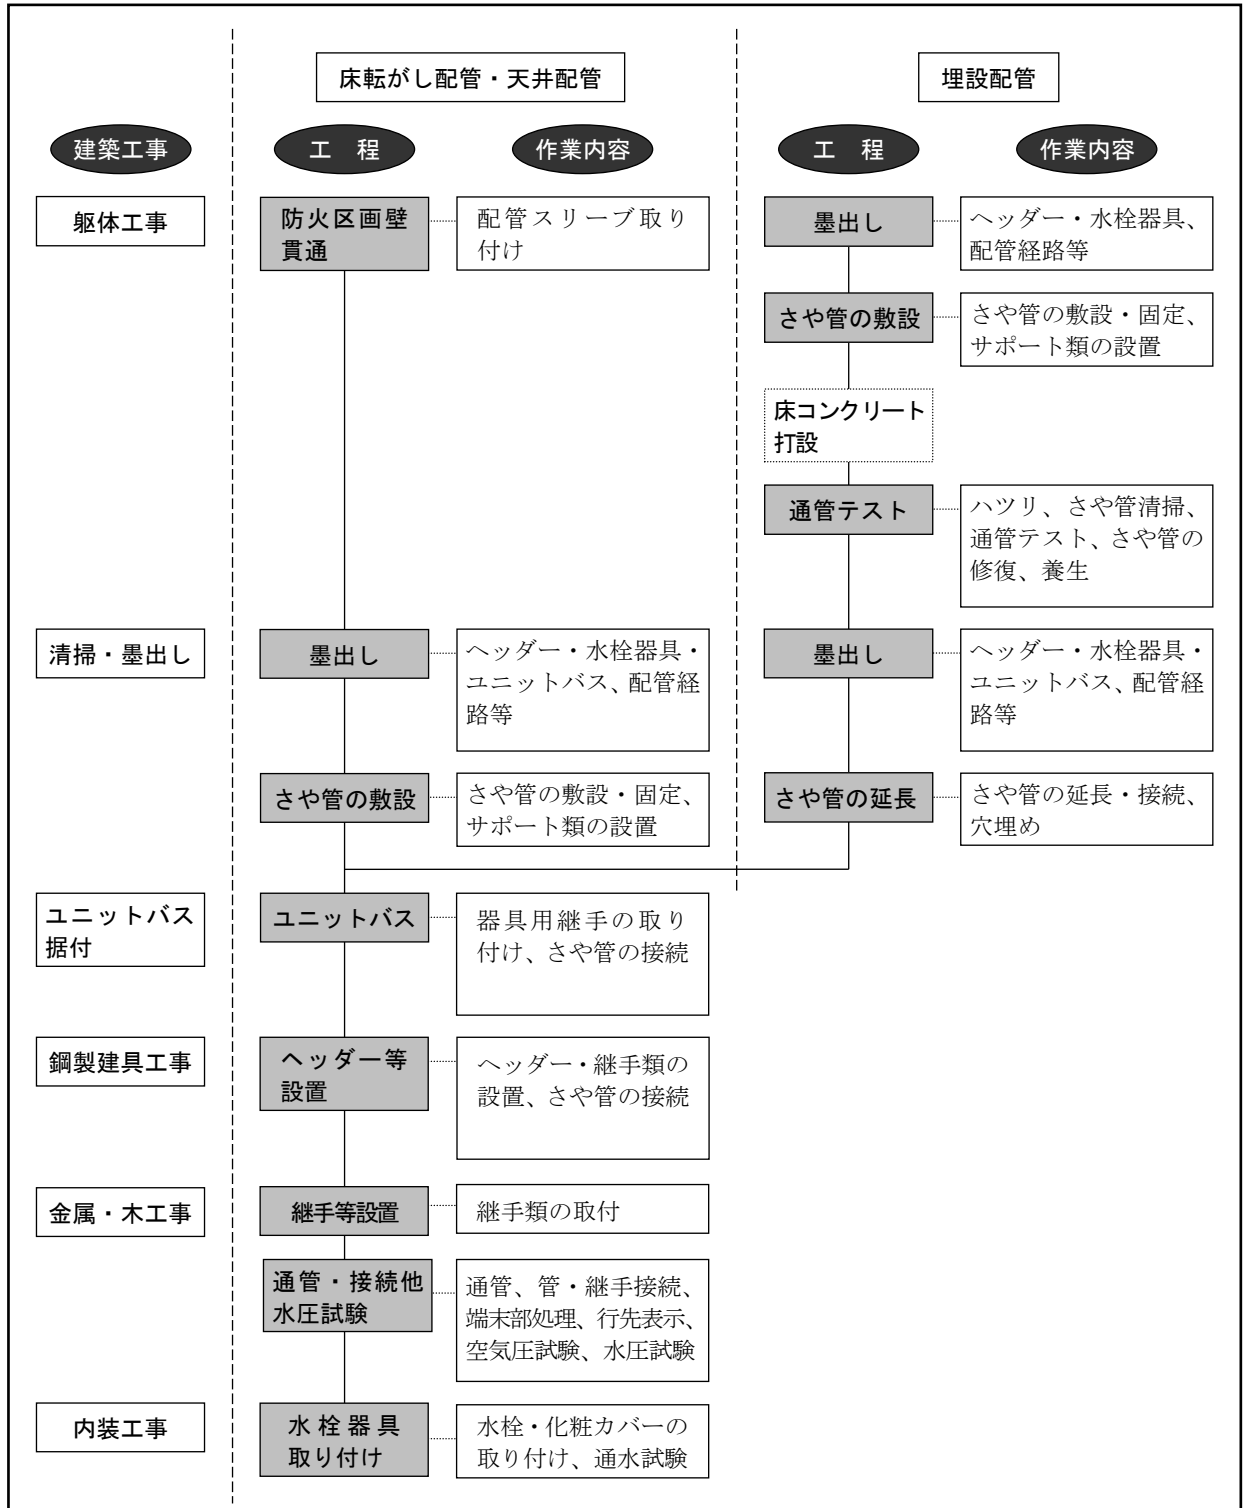 床転がし配管・天井配管
埋設配管
建築工事
工 程
作業内容
工 程
作業内容
躯体工事
防火区画壁
貫通
配管スリーブ取り
付け
墨出し
ヘッダー・水栓器具、
配管経路等
さや管の敷設
さや管の敷設・固定、
サポート類の設置
床コンクリート
打設
通管テスト
ハツリ、さや管清掃、
通管テスト、さや管の
修復、養生
清掃・墨出し
墨出し
ヘッダー・水栓器具・
ユニットバス、配管経
路等
墨出し
ヘッダー・水栓器具・
ユニットバス、配管経
路等
さや管の敷設
さや管の敷設・固定、
サポート類の設置
さや管の延長
さや管の延長・接続、
穴埋め
ユニットバス
据付
ユニットバス
器具用継手の取り
付け、さや管の接続
鋼製建具工事
ヘッダー等
設置
ヘッダー・継手類の
設置、さや管の接続
金属・木工事
継手等設置
継手類の取付
通管・接続他
水圧試験
通管、管・継手接続、
端末部処理、行先表示、
空気圧試験、水圧試験
内装工事
水栓器具
取り付け
水栓・化粧カバーの
取り付け、通水試験